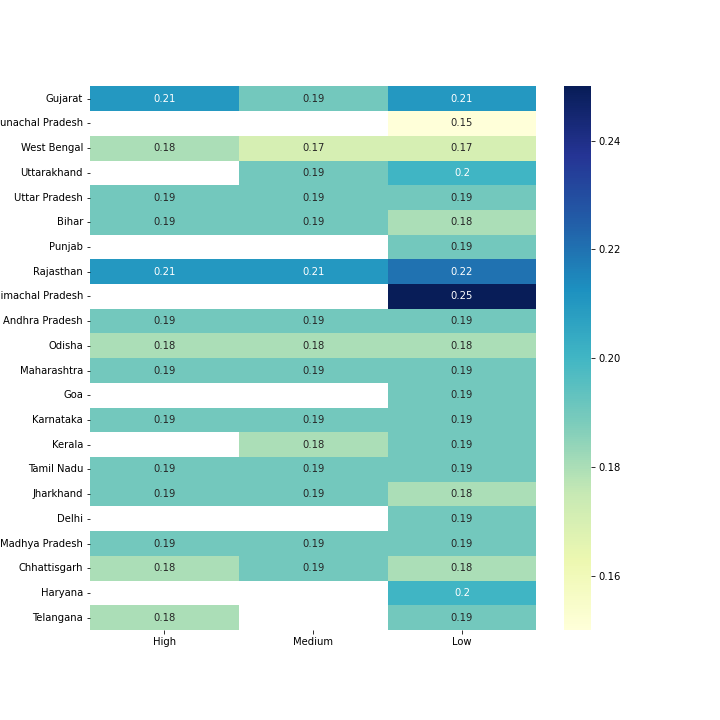 Gujarat 0.21 0.19 0.21
unachal Pradesh 0.15
West Bengal 0.18 0.17 0.17
Uttarakhand 0.19 0.2
Uttar Pradesh 0.19 0.19 0.19
Bihar 0.19 0.19 0.18
Punjab 0.19
Rajasthan 0.21 0.21 0.22
imachal Pradesh 0.25
Andhra Pradesh 0.19 0.19 0.19
Odisha 0.18 0.18 0.18
Maharashtra 0.19 0.19 0.19
Goa 0.19
Karnataka 0.19 0.19 0.19
Kerala 0.18 0.19
Tamil Nadu 0.19 0.19 0.19
Jharkhand 0.19 0.19 0.18
Delhi 0.19
Madhya Pradesh 0.19 0.19 0.19
Chhattisgarh 0.18 0.19 0.18
Haryana 0.2
Telangana 0.18 0.19
High Medium Low
0.24
0.22
0.20
0.18
0.16